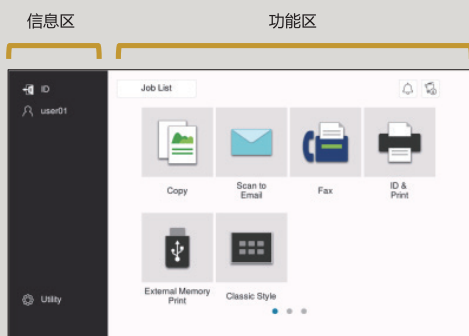 信息区
功能区
ID
user01
Job List
Copy
Scan to
Email
Fax
ID &
Print
External Memory
Print
Classic Style
Utility